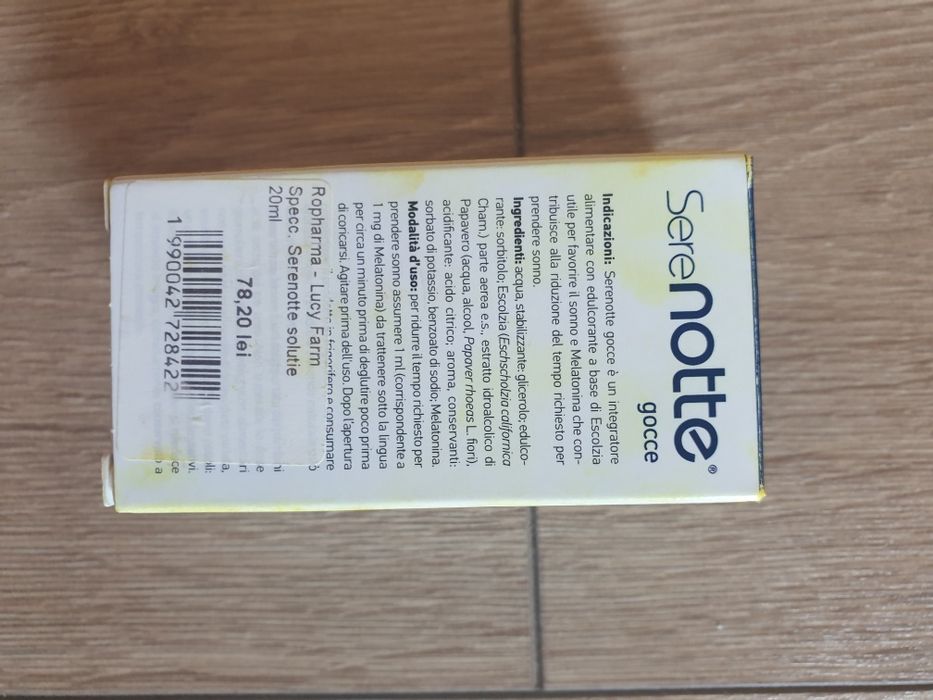 Serenotte®
gocce
Indicazioni: Serenotte gocce è un integratore
alimentare con edulcorante a base di Escolzia
utile per favorire il sonno e Melatonina che con-
tribuisce alla riduzione del tempo richiesto per
prendere sonno.
Ingredienti: acqua, stabilizzante: glicerolo; edulco-
rante: sorbitolo; Escolzia (Eschscholzia californica
Cham.) parte aerea e.s., estratto idroalcolico di
Papavero (acqua, alcool, Papaver rhoeas L. fiori),
acidificante: acido citrico; aroma, conservanti:
sorbato di potassio, benzoato di sodio; Melatonina.
Modalità d'uso: per ridurre il tempo richiesto per
prendere sonno assumere 1 ml (corrispondente a
1 mg di Melatonina) da trattenere sotto la lingua
per circa un minuto prima di deglutire poco prima
di coricarsi. Agitare prima dell'uso. Dopo l'apertura
in frigorifero e consumare
Ropharma - Lucy Farm
Specc. Serenotte solutie
20ml
78,20 lei
1 990042 728422